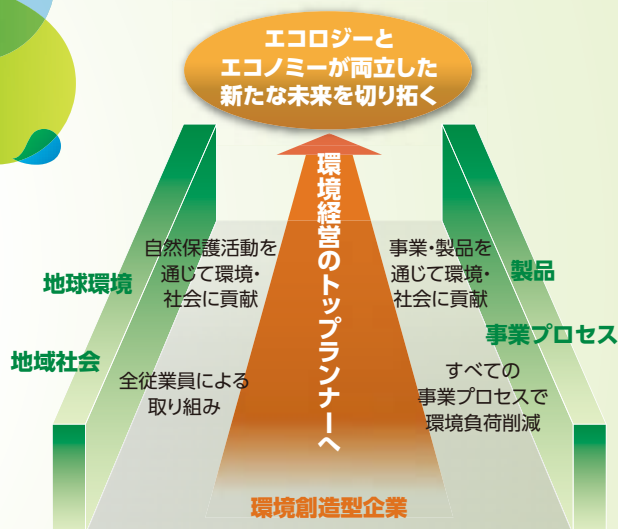 エコロジーと
エコノミーが両立した
新たな未来を切り拓く
環境経営のトップランナーへ
自然保護活動を
通じて環境・
社会に貢献
事業・製品を
通じて環境・
社会に貢献
地球環境
製品
地域社会
事業プロセス
全従業員による
取り組み
すべての
事業プロセスで
環境負荷削減
環境創造型企業